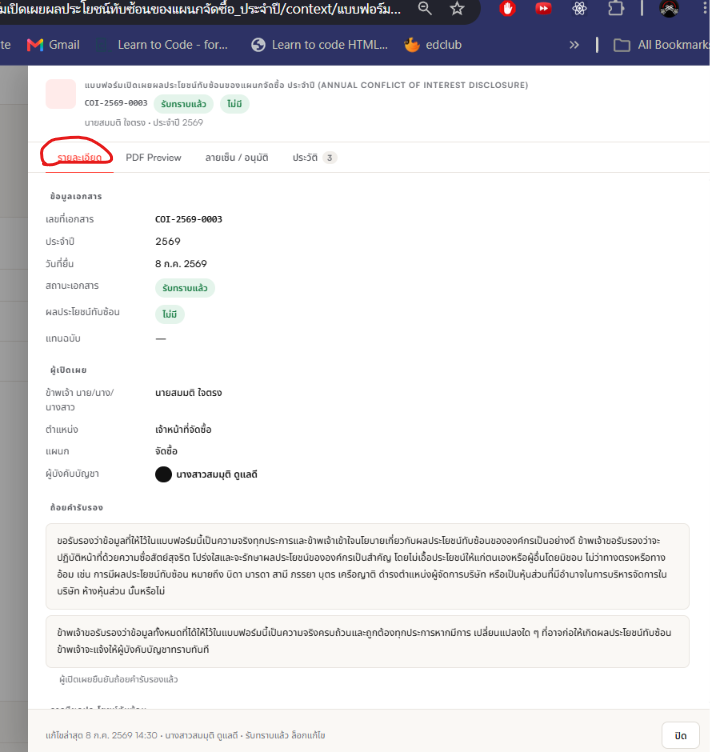 มเปิดเผยผลประโยชน์ทับซ้อนของแผนกจัดซื้อ_ประจำปี/context/แบบฟอร์ม...
te Gmail Learn to Code - for... Learn to code HTML... edclub » All Bookmark
แบบฟอร์มเปิดเผยผลประโยชน์ทับซ้อนของแผนกจัดซื้อ ประจำปี (ANNUAL CONFLICT OF INTEREST DISCLOSURE)
COI-2569-0003 รับทราบแล้ว ไม่มี
นายสมมติ ใจตรง • ประจำปี 2569
รายละเอียด PDF Preview ลายเซ็น / อนุมัติ ประวัติ 3
ข้อมูลเอกสาร
เลขที่เอกสาร COI-2569-0003
ประจำปี 2569
วันที่ยื่น 8 ก.ค. 2569
สถานะเอกสาร รับทราบแล้ว
ผลประโยชน์ทับซ้อน ไม่มี
แทนฉบับ —
ผู้เปิดเผย
ข้าพเจ้า นาย/นาง/
นางสาว นายสมมติ ใจตรง
ตำแหน่ง เจ้าหน้าที่จัดซื้อ
แผนก จัดซื้อ
ผู้บังคับบัญชา นางสาวสมมุติ ดูแลดี
ถ้อยคำรับรอง
ขอรับรองว่าข้อมูลที่ให้ไว้ในแบบฟอร์มนี้เป็นความจริงทุกประการและข้าพเจ้าเข้าใจนโยบายเกี่ยวกับผลประโยชน์ทับซ้อนขององค์กรเป็นอย่างดี ข้าพเจ้าขอรับรองว่าจะ
ปฏิบัติหน้าที่ด้วยความซื่อสัตย์สุจริต โปร่งใสและจะรักษาผลประโยชน์ขององค์กรเป็นสำคัญ โดยไม่เอื้อประโยชน์ให้แก่ตนเองหรือผู้อื่นโดยมิชอบ ไม่ว่าทางตรงหรือทาง
อ้อม เช่น การมีผลประโยชน์ทับซ้อน หมายถึง บิดา มารดา สามี ภรรยา บุตร เครือญาติ ดำรงตำแหน่งผู้จัดการบริษัท หรือเป็นหุ้นส่วนที่มีอำนาจในการบริหารจัดการใน
บริษัท ห้างหุ้นส่วน นั้นหรือไม่
ข้าพเจ้าขอรับรองว่าข้อมูลทั้งหมดที่ได้ให้ไว้ในแบบฟอร์มนี้เป็นความจริงครบถ้วนและถูกต้องทุกประการหากมีการ เปลี่ยนแปลงใด ๆ ที่อาจก่อให้เกิดผลประโยชน์ทับซ้อน
ข้าพเจ้าจะแจ้งให้ผู้บังคับบัญชาทราบทันที
ผู้เปิดเผยยืนยันถ้อยคำรับรองแล้ว
แก้ไขล่าสุด 8 ก.ค. 2569 14:30 • นางสาวสมมุติ ดูแลดี • รับทราบแล้ว ล็อกแก้ไข ปิด